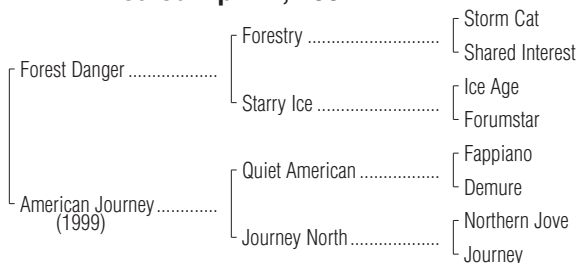 Forestry ........................................ Storm Cat
Shared Interest
Forest Danger ..................
Starry Ice ..................................... Ice Age
Forumstar
Quiet American ......................... Fappiano
Demure
American Journey ............
(1999)
Journey North ............................ Northern Jove
Journey